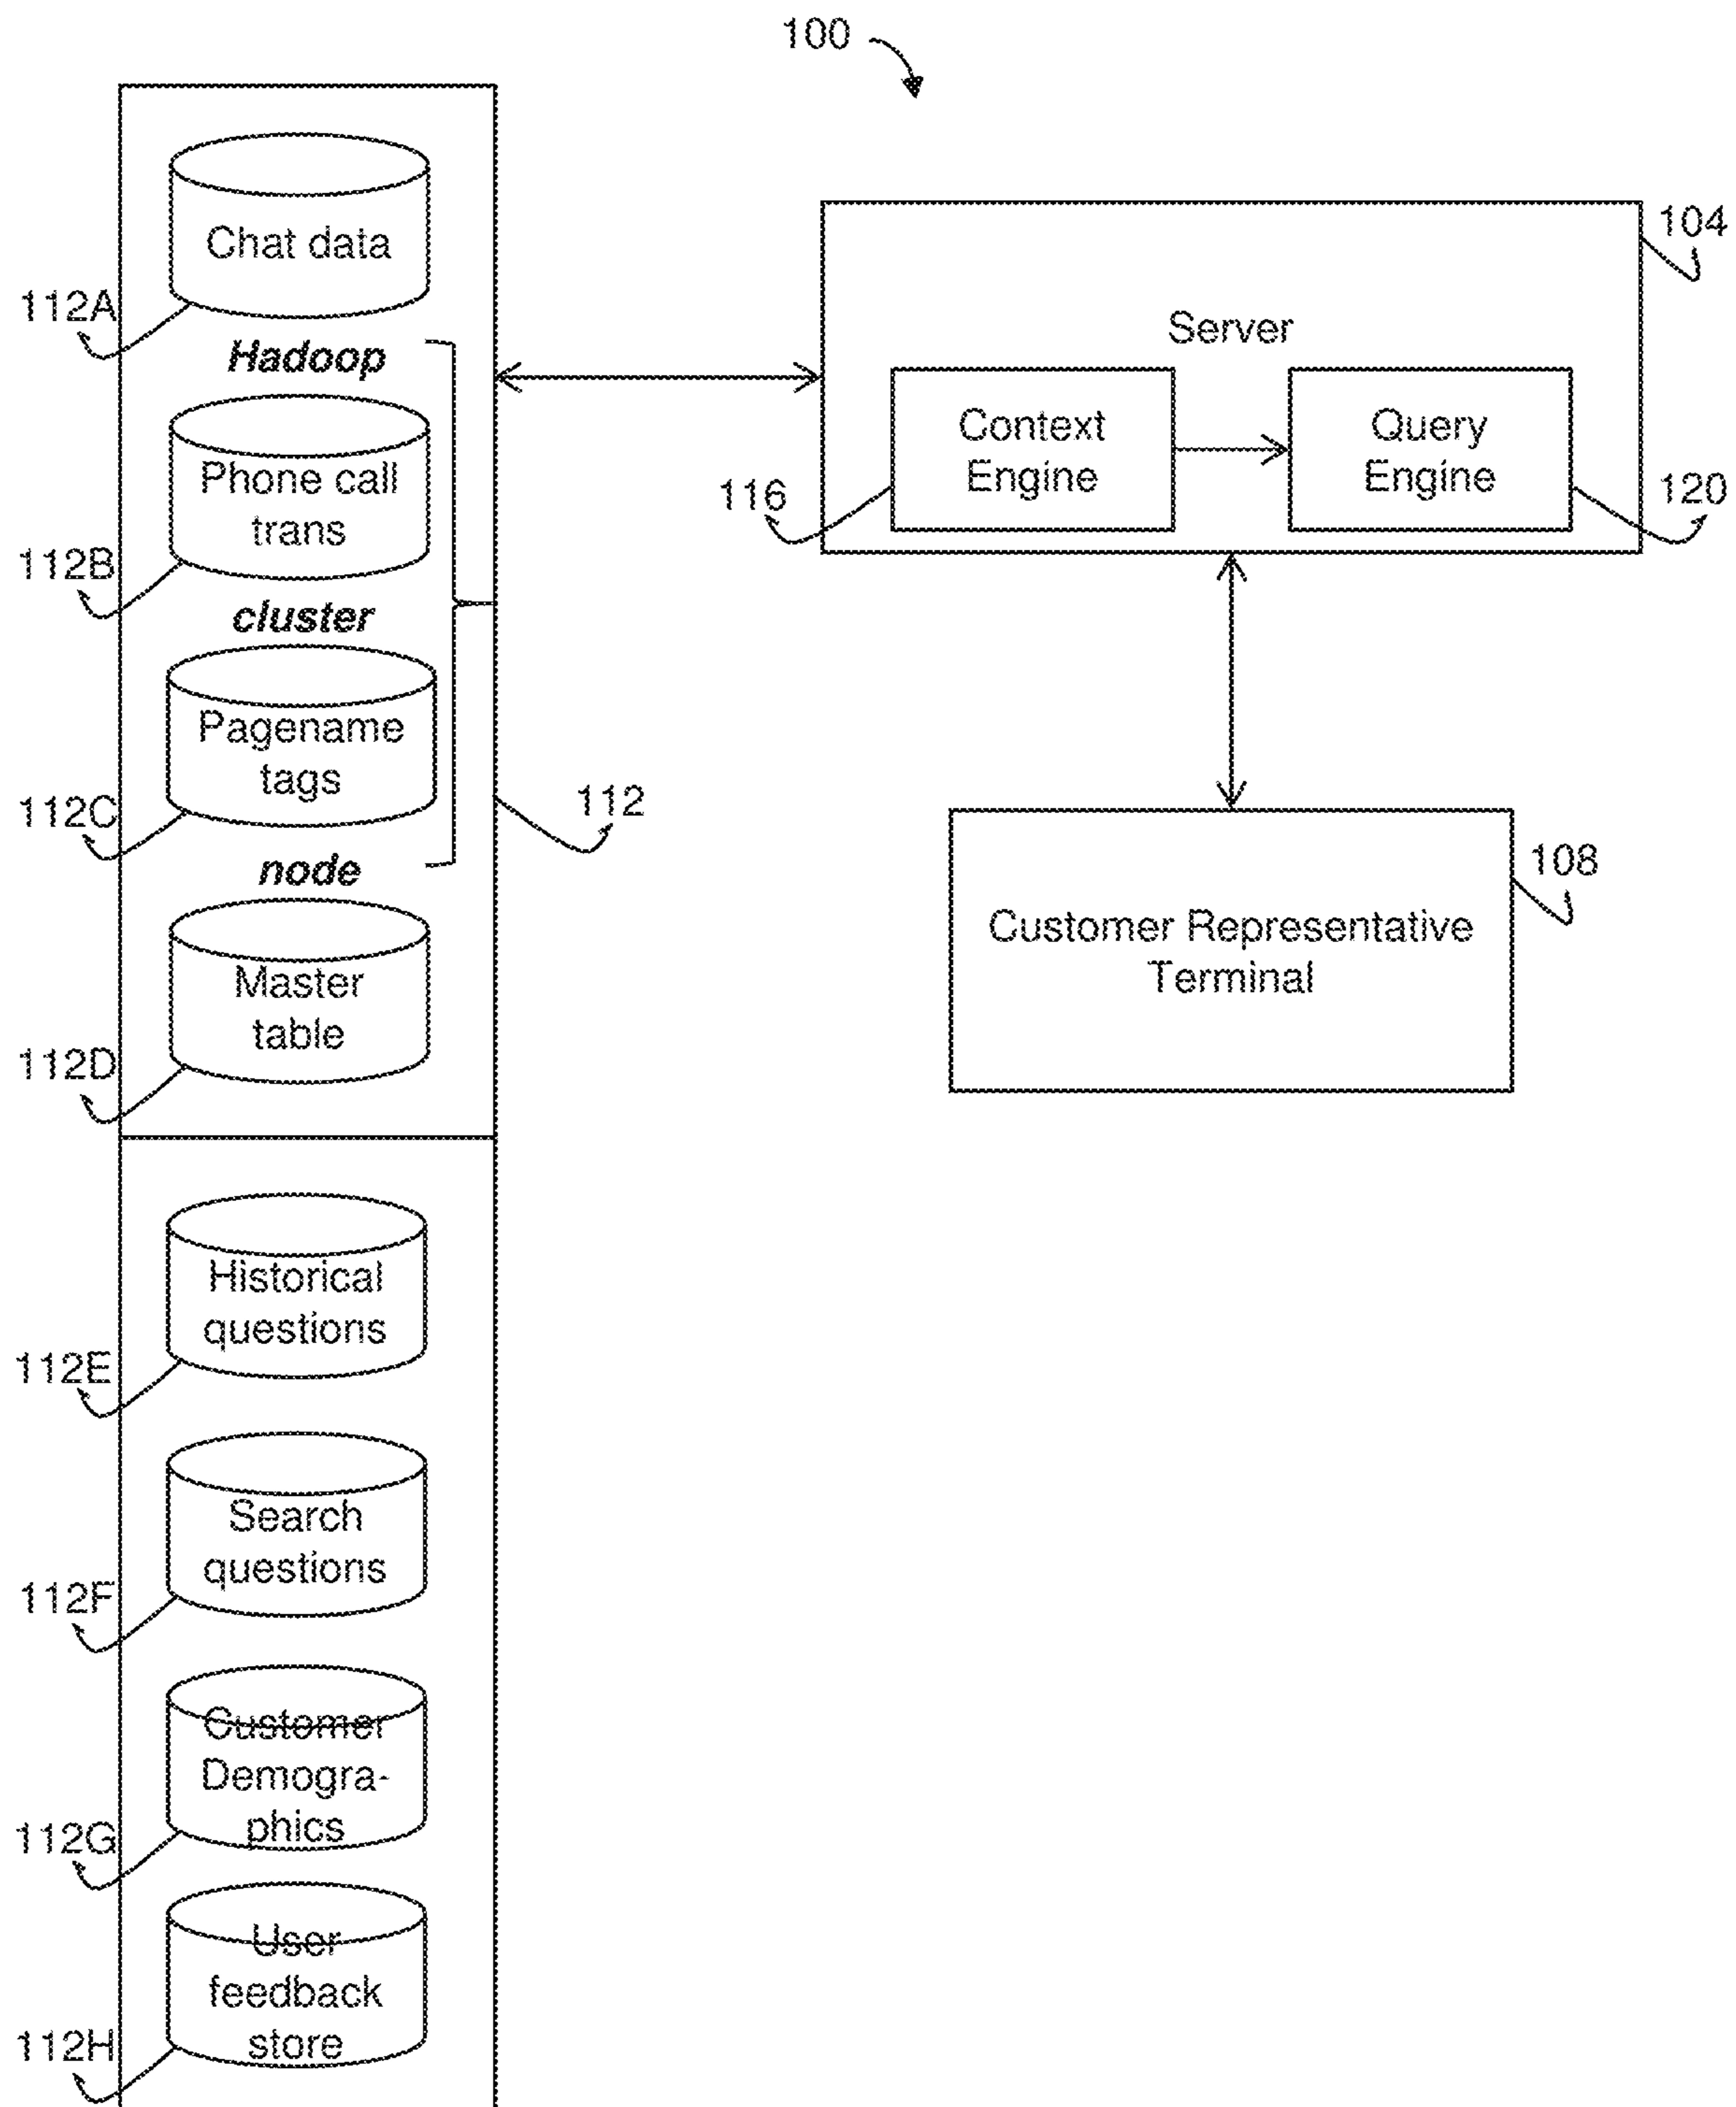 100
Chat data
112A
Hadoop
Phone call
trans
112B
cluster
Pagename
tags
112C
node
Master
table
112D
112
Historical
questions
112E
Search
questions
112F
Customer
Demogra-
phics
112G
User
feedback
store
112H
104
Server
Context
Engine
116
Query
Engine
120
108
Customer Representative
Terminal